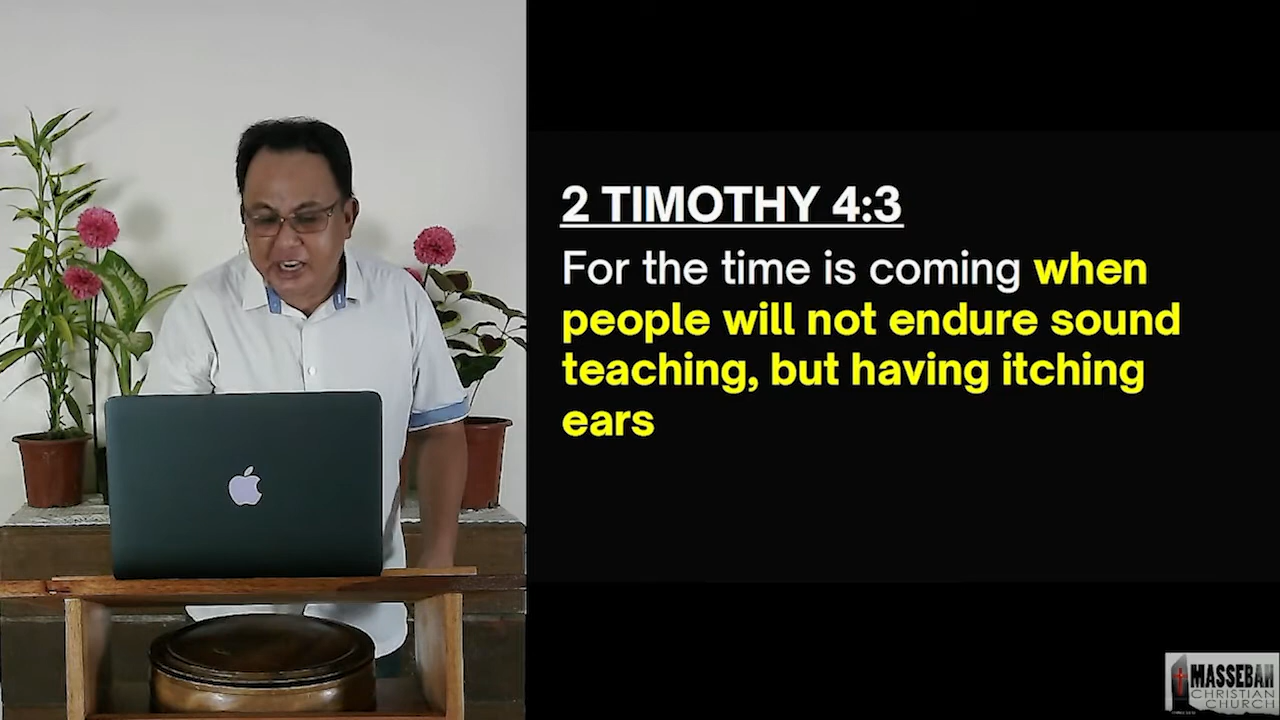 2 TIMOTHY 4:3
For the time is coming when
people will not endure sound
teaching, but having itching
ears
MASSEBAH
CHRISTIAN
CHURCH